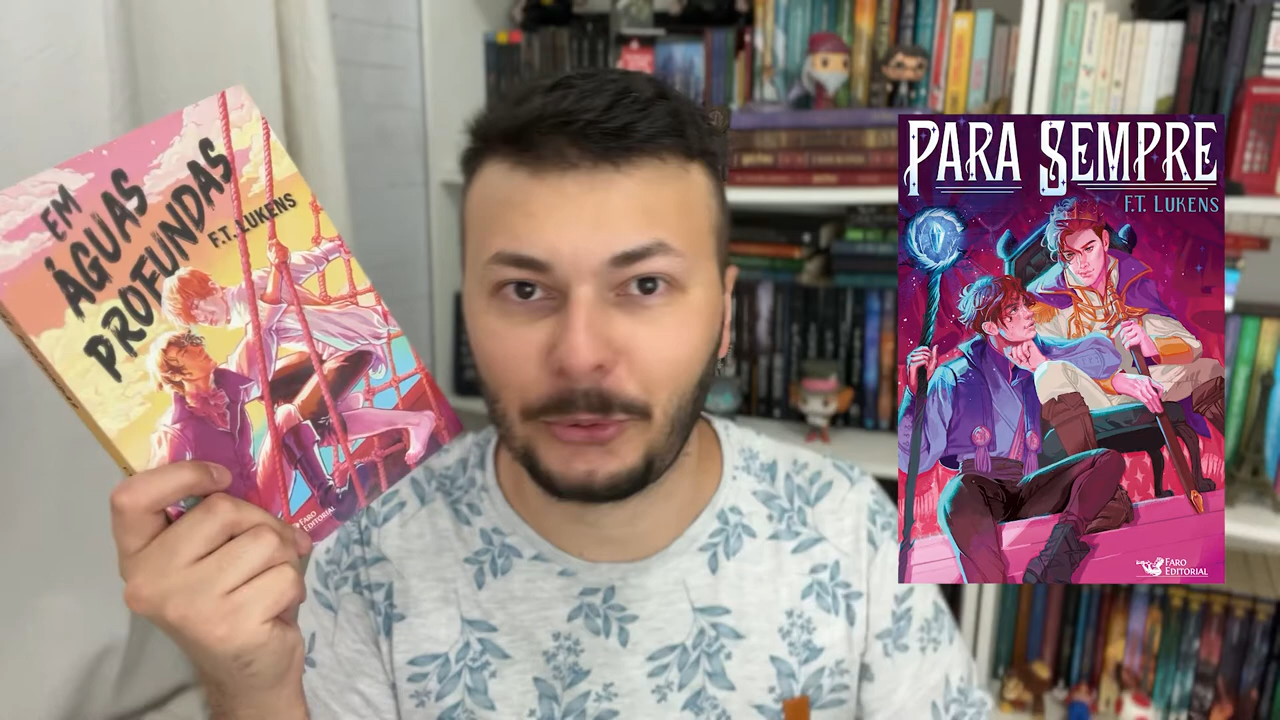 EM
ÁGUAS
PROFUNDAS
F.T. LUKENS
FARO
EDITORIAL
PARA SEMPRE
F.T. LUKENS
FARO
EDITORIAL